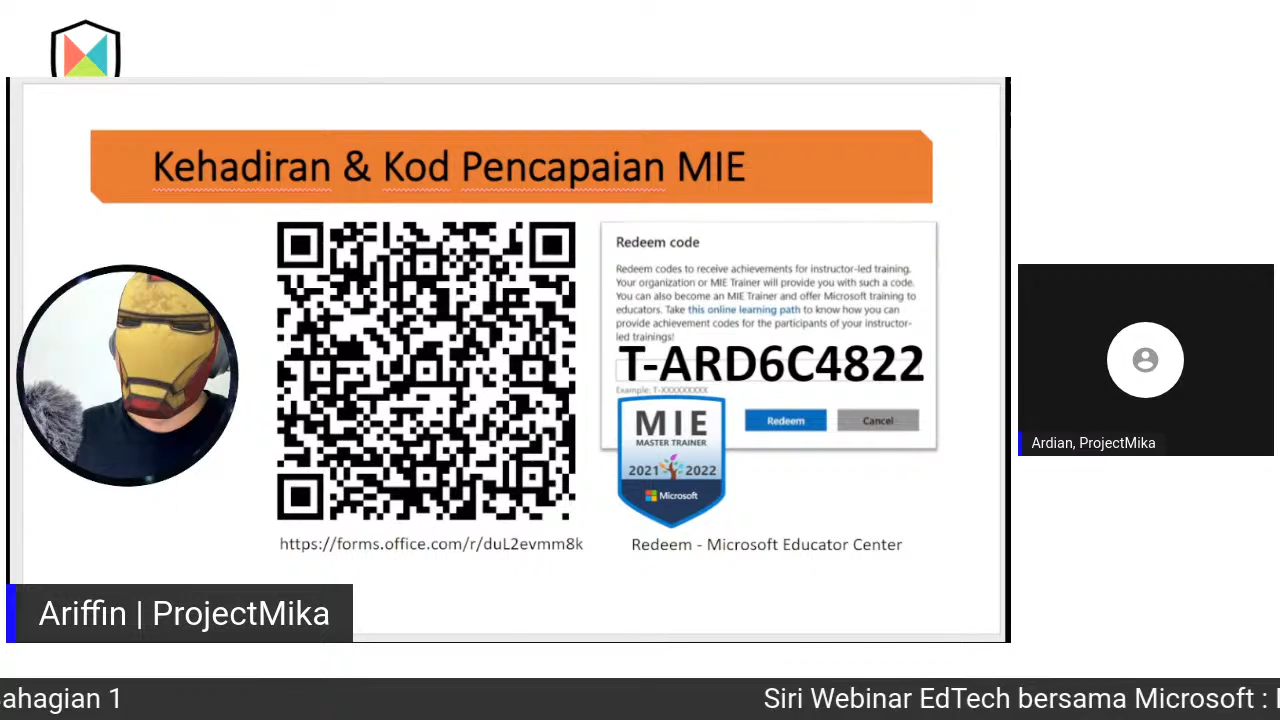 Kehadiran & Kod Pencapaian MIE
Redeem code
Redeem codes to receive achievements for instructor-led training.
Your organization or MIE Trainer will provide you with such a code.
You can also become an MIE Trainer and offer Microsoft training to
educators. Take this online learning path to know how you can
provide achievement codes for the participants of your instructor-
led trainings!
T-ARD6C4822
Example: T-XXXXXXXXX
Redeem
Cancel
MIE
MASTER TRAINER
2021 2022
Microsoft
https://forms.office.com/r/duL2evmm8k
Redeem - Microsoft Educator Center
Ardian, ProjectMika
Ariffin | ProjectMika
ahagian 1
Siri Webinar EdTech bersama Microsoft :